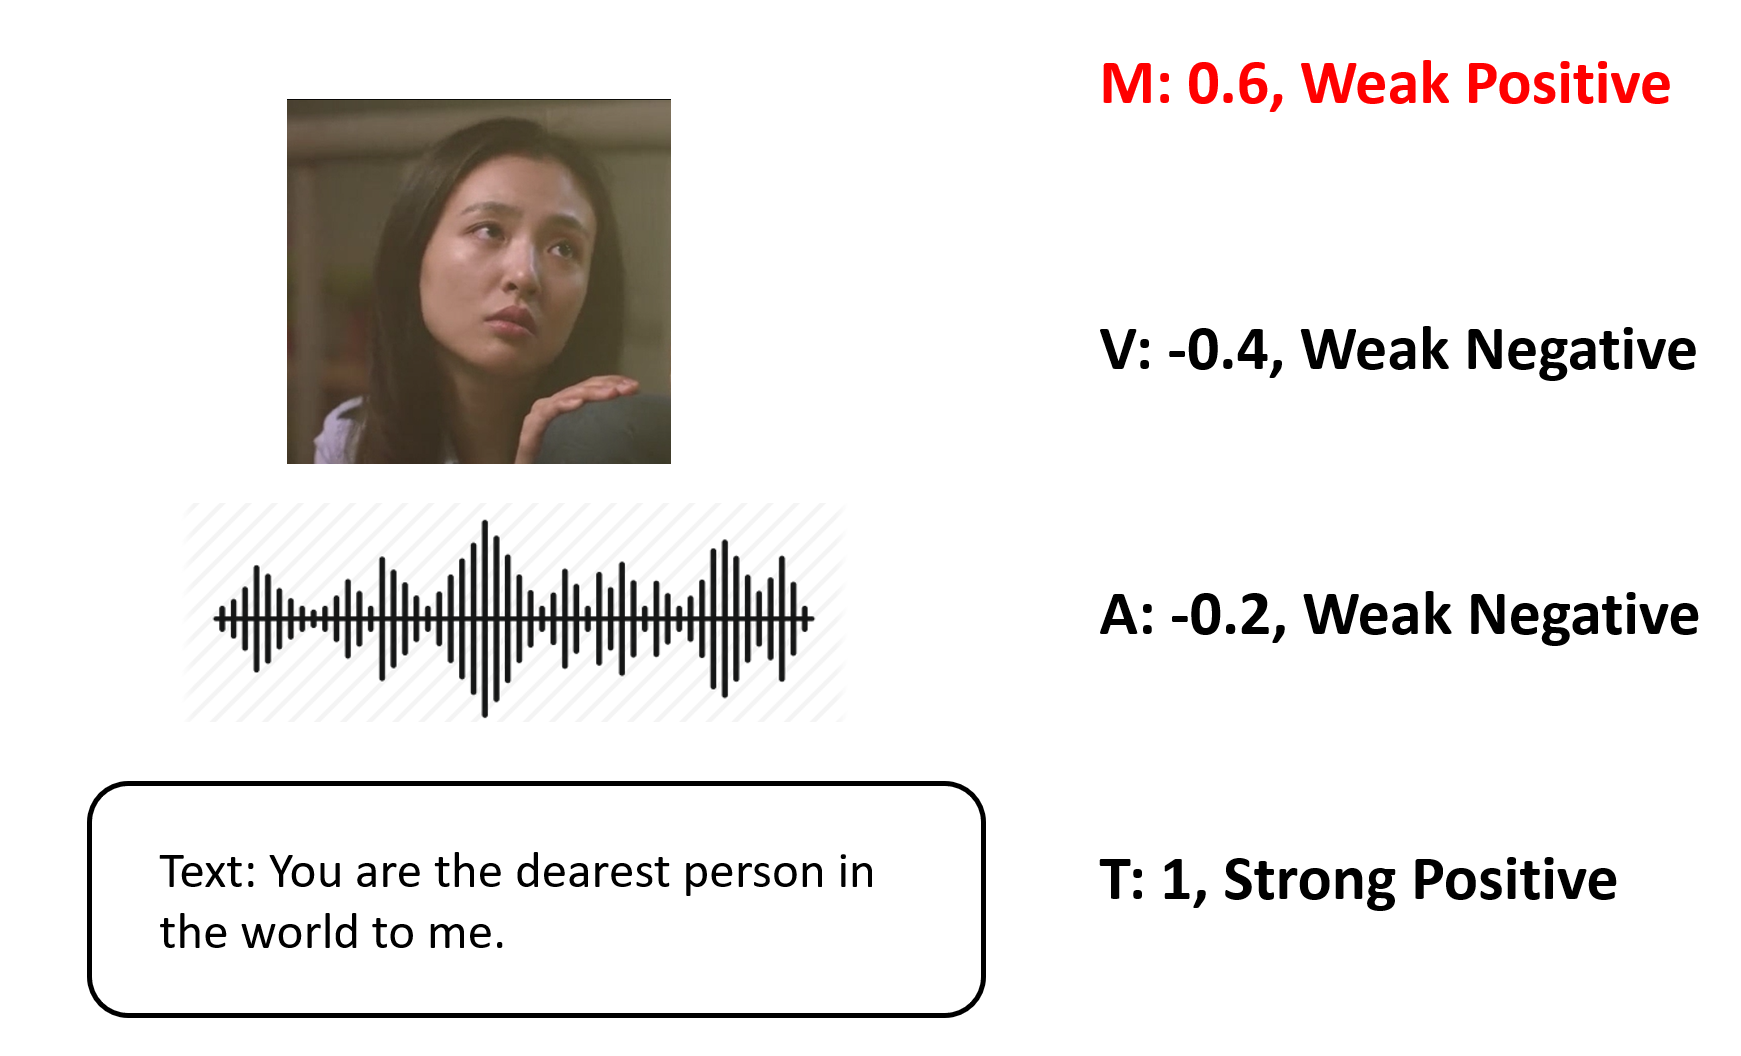 M: 0.6, Weak Positive
V: -0.4, Weak Negative
A: -0.2, Weak Negative
Text: You are the dearest person in
the world to me.
T: 1, Strong Positive